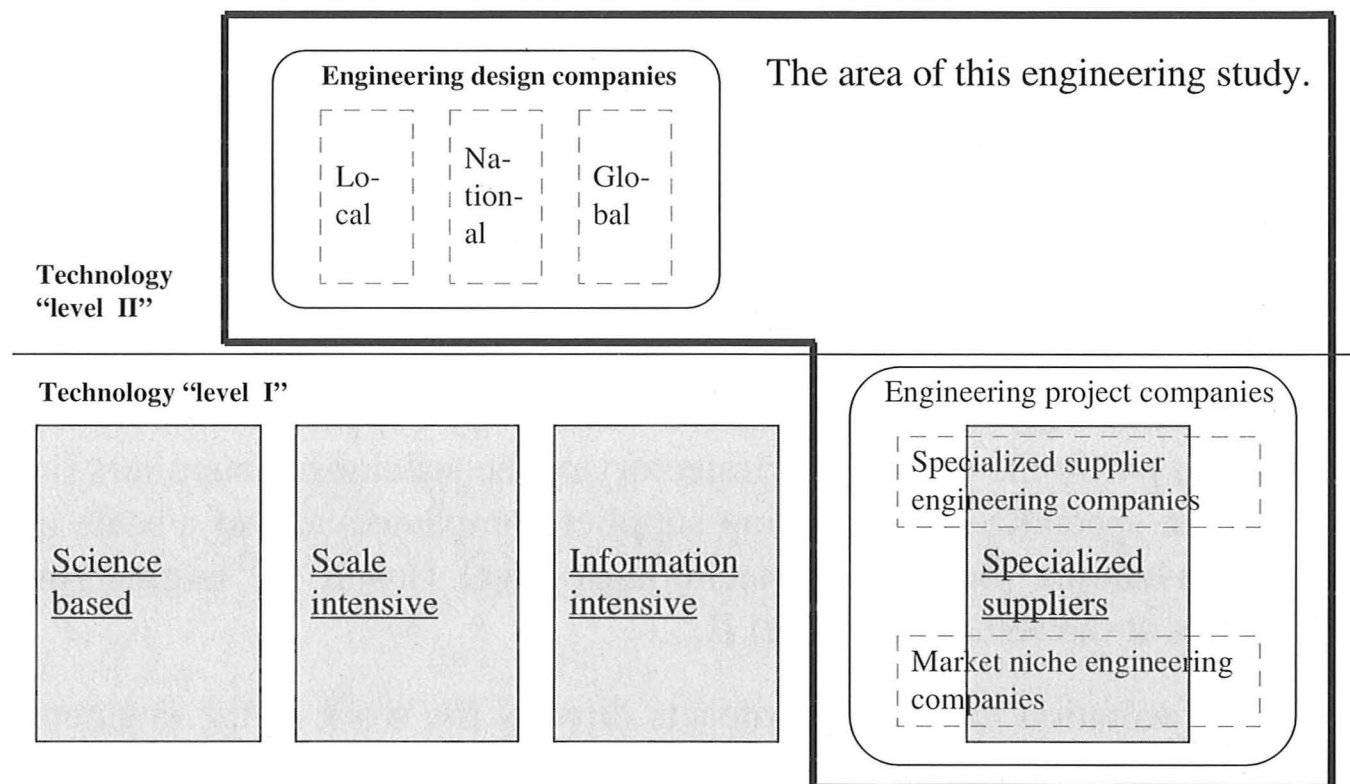 Engineering design companies
The area of this engineering study.
Lo-
cal
Na-
tion-
al
Glo-
bal
Technology
“level II”
Technology “level I”
Engineering project companies
Specialized supplier
engineering companies
Science
based
Scale
intensive
Information
intensive
Specialized
suppliers
Market niche engineering
companies